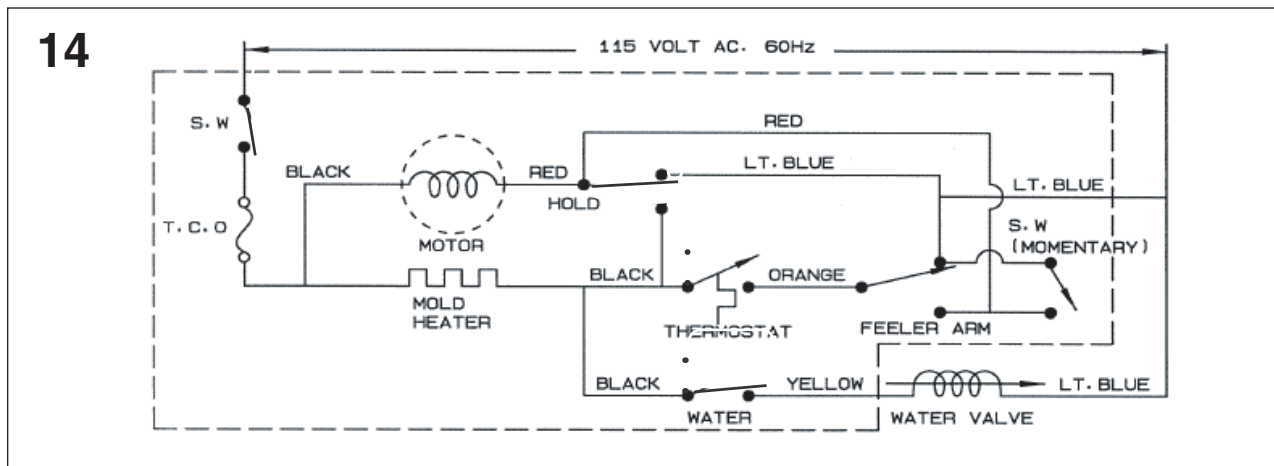 14
115 VOLT AC. 60Hz
S.W
RED
BLACK
RED
LT. BLUE
LT. BLUE
HOLD
T.C.O
S.W
(MOMENTARY)
MOTOR
BLACK
ORANGE
MOLD
HEATER
THERMOSTAT
FEELER ARM
BLACK
YELLOW
LT. BLUE
WATER
WATER VALVE